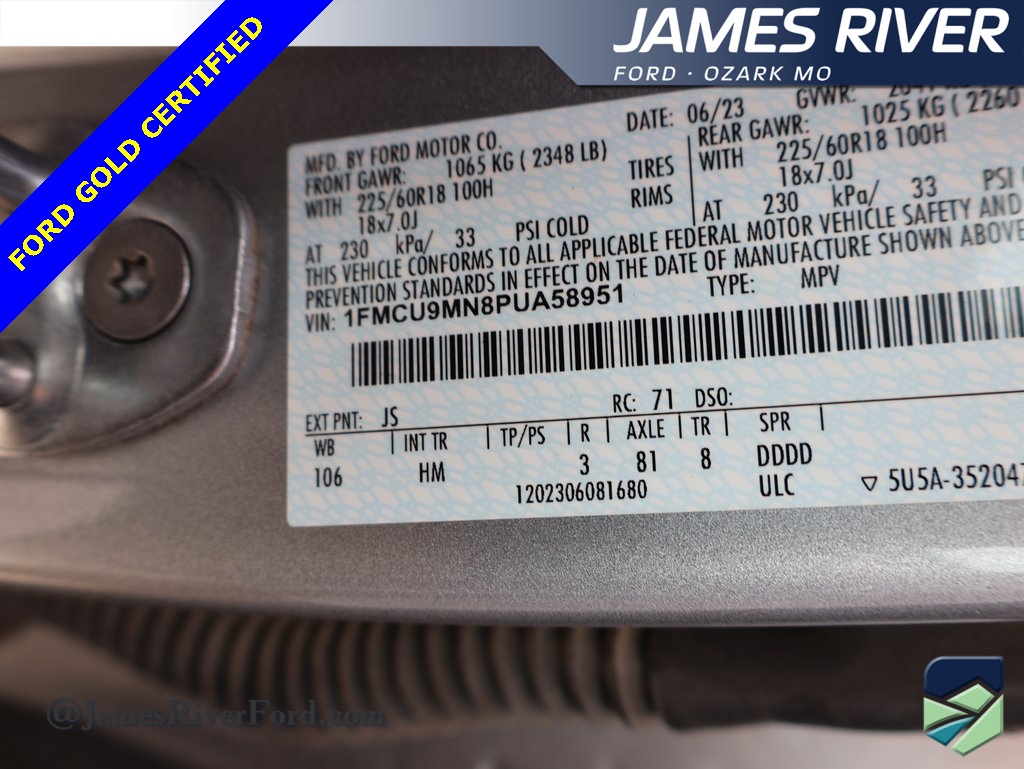 JAMES RIVER
FORD · OZARK MO
FORD GOLD CERTIFIED
MFD. BY FORD MOTOR CO.
DATE: 06/23
GVWR:
FRONT GAWR: 1065 KG ( 2348 LB)
REAR GAWR: 1025 KG ( 2260
WITH 225/60R18 100H TIRES
WITH 225/60R18 100H
18x7.0J RIMS
18x7.0J
AT 230 kPa/ 33 PSI COLD
AT 230 kPa/ 33 PSI
THIS VEHICLE CONFORMS TO ALL APPLICABLE FEDERAL MOTOR VEHICLE SAFETY AND
PREVENTION STANDARDS IN EFFECT ON THE DATE OF MANUFACTURE SHOWN ABOVE
VIN: 1FMCU9MN8PUA58951 TYPE: MPV
EXT PNT: JS RC: 71 DSO:
WB INT TR TP/PS R AXLE TR SPR
106 HM 3 81 8 DDDD
1202306081680 ULC ▽ 5U5A-35204
@JamesRiverFord.com